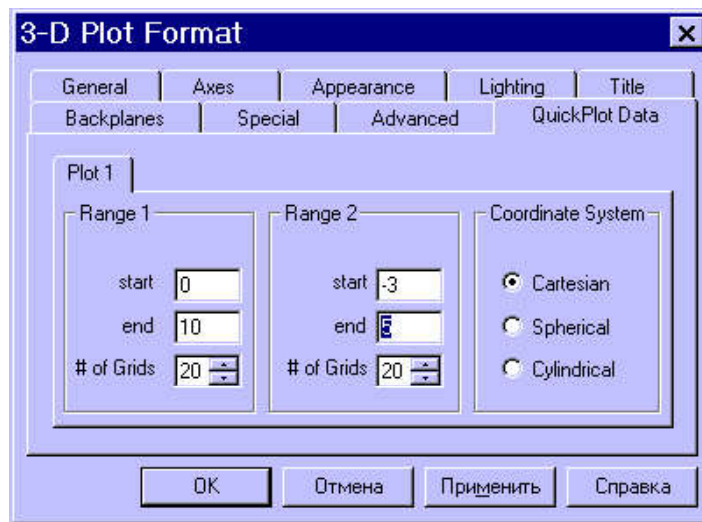 3-D Plot Format
General Axes Appearance Lighting Title
Backplanes Special Advanced QuickPlot Data
Plot 1
Range 1 Range 2 Coordinate System
start 0 start -3 Cartesian
end 10 end 5 Spherical
# of Grids 20 # of Grids 20 Cylindrical
OK Отмена Применить Справка